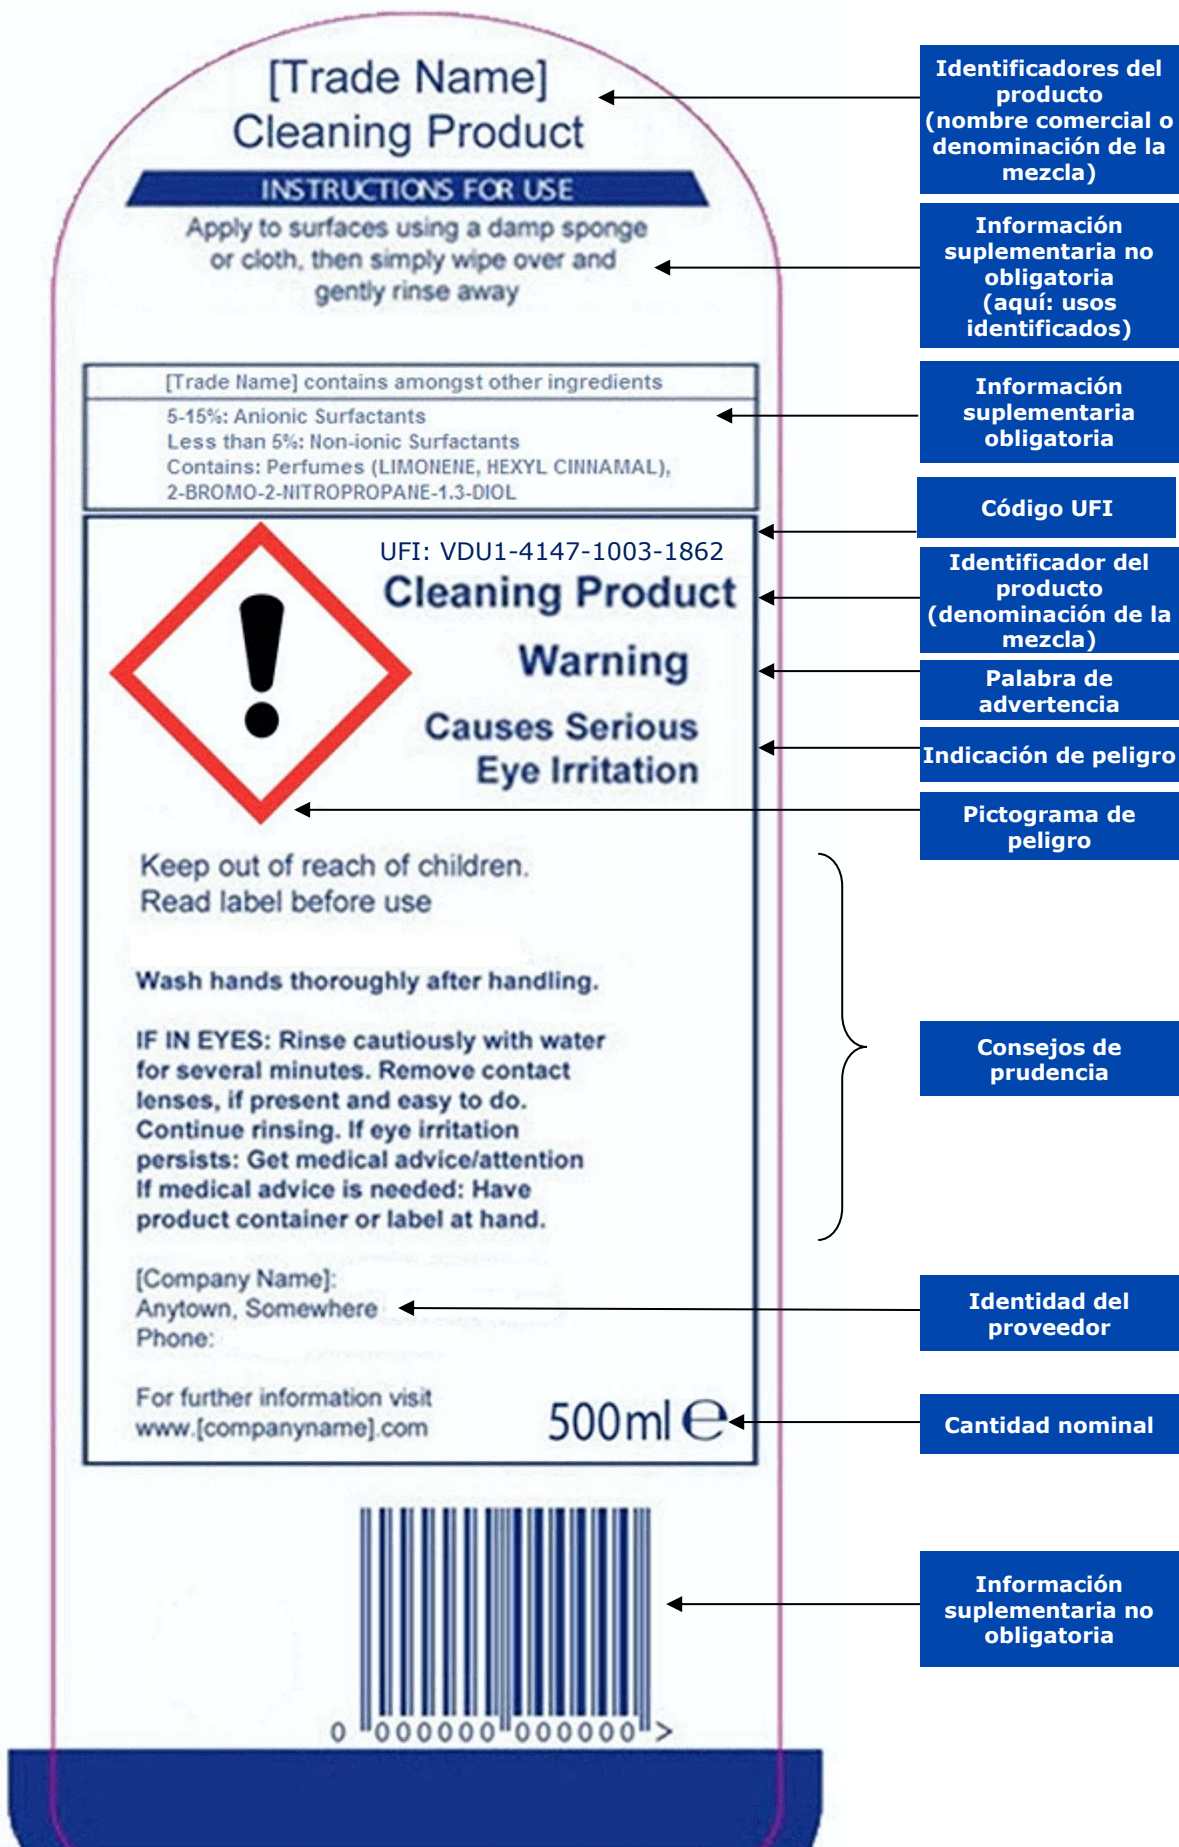 [Trade Name]
Cleaning Product
INSTRUCTIONS FOR USE
Apply to surfaces using a damp sponge
or cloth, then simply wipe over and
gently rinse away
[Trade Name] contains amongst other ingredients
5-15%: Anionic Surfactants
Less than 5%: Non-ionic Surfactants
Contains: Perfumes (LIMONENE, HEXYL CINNAMAL),
2-BROMO-2-NITROPROPANE-1.3-DIOL
UFI: VDU1-4147-1003-1862
Cleaning Product
Warning
Causes Serious
Eye Irritation
Keep out of reach of children.
Read label before use
Wash hands thoroughly after handling.
IF IN EYES: Rinse cautiously with water
for several minutes. Remove contact
lenses, if present and easy to do.
Continue rinsing. If eye irritation
persists: Get medical advice/attention
If medical advice is needed: Have
product container or label at hand.
[Company Name]:
Anytown, Somewhere
Phone:
For further information visit
www.[companyname].com
500ml ℮
0 000000 000000 >
Identificadores del
producto
(nombre comercial o
denominación de la
mezcla)
Información
suplementaria no
obligatoria
(aquí: usos
identificados)
Información
suplementaria
obligatoria
Código UFI
Identificador del
producto
(denominación de la
mezcla)
Palabra de
advertencia
Indicación de peligro
Pictograma de
peligro
Consejos de
prudencia
Identidad del
proveedor
Cantidad nominal
Información
suplementaria no
obligatoria